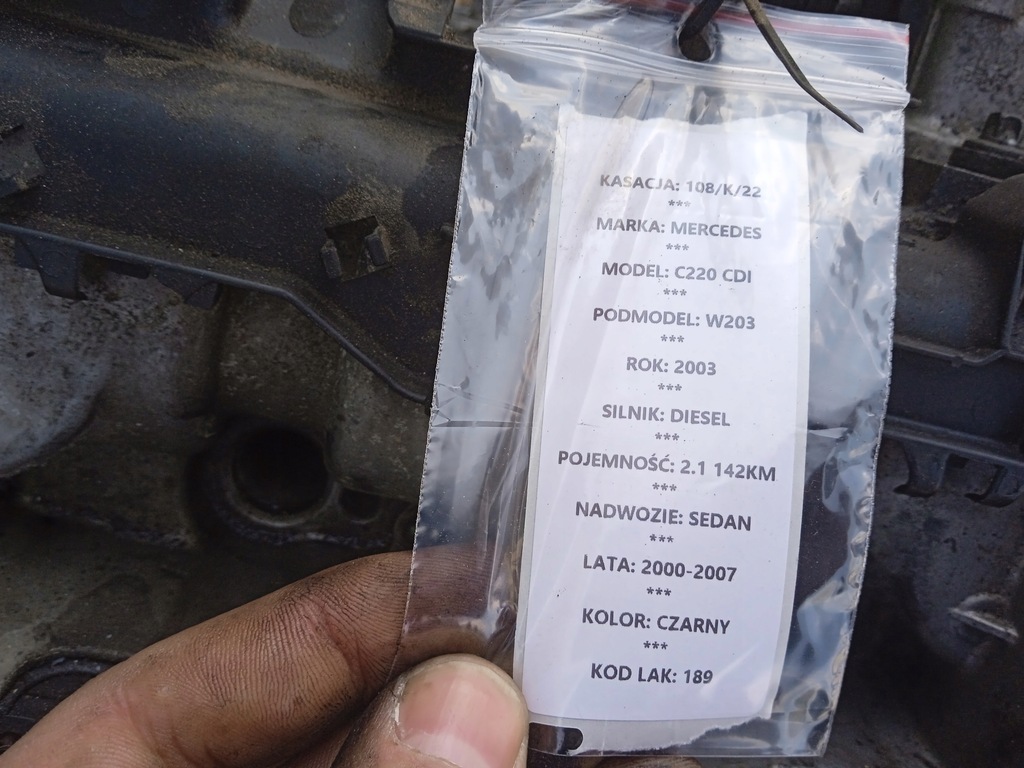 KASACJA: 108/K/22
***
MARKA: MERCEDES
***
MODEL: C220 CDI
***
PODMODEL: W203
***
ROK: 2003
***
SILNIK: DIESEL
***
POJEMNOŚĆ: 2.1 142KM
***
NADWOZIE: SEDAN
***
LATA: 2000-2007
***
KOLOR: CZARNY
***
KOD LAK: 189